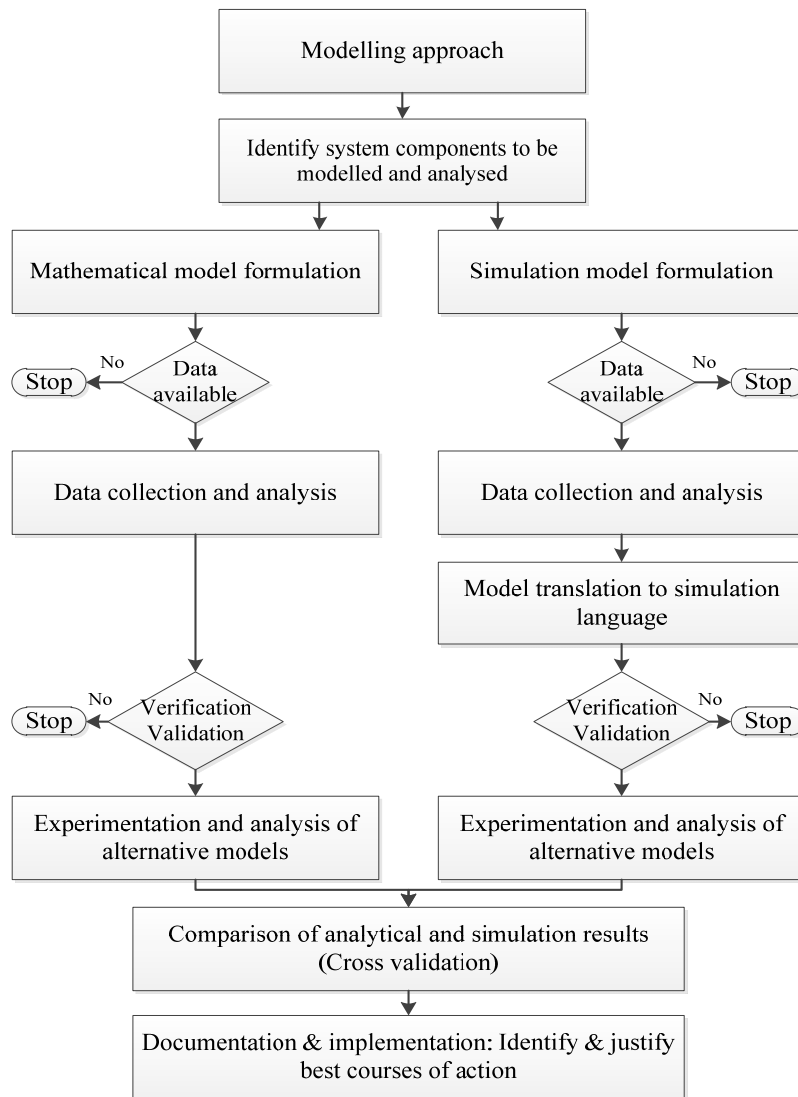 Modelling approach
Identify system components to be
modelled and analysed
Mathematical model formulation
Simulation model formulation
Data
available
No
Stop
Data
available
No
Stop
Data collection and analysis
Data collection and analysis
Model translation to simulation
language
Verification
Validation
No
Stop
Verification
Validation
No
Stop
Experimentation and analysis of
alternative models
Experimentation and analysis of
alternative models
Comparison of analytical and simulation results
(Cross validation)
Documentation & implementation: Identify & justify
best courses of action